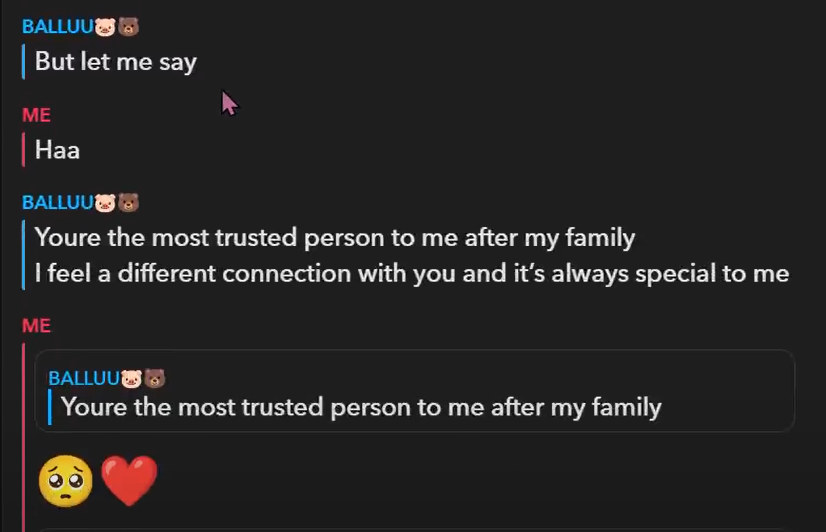 BALLUU🐷🐻
But let me say
ME
Haa
BALLUU🐷🐻
Youre the most trusted person to me after my family
I feel a different connection with you and it’s always special to me
ME
BALLUU🐷🐻
Youre the most trusted person to me after my family
🥺❤️